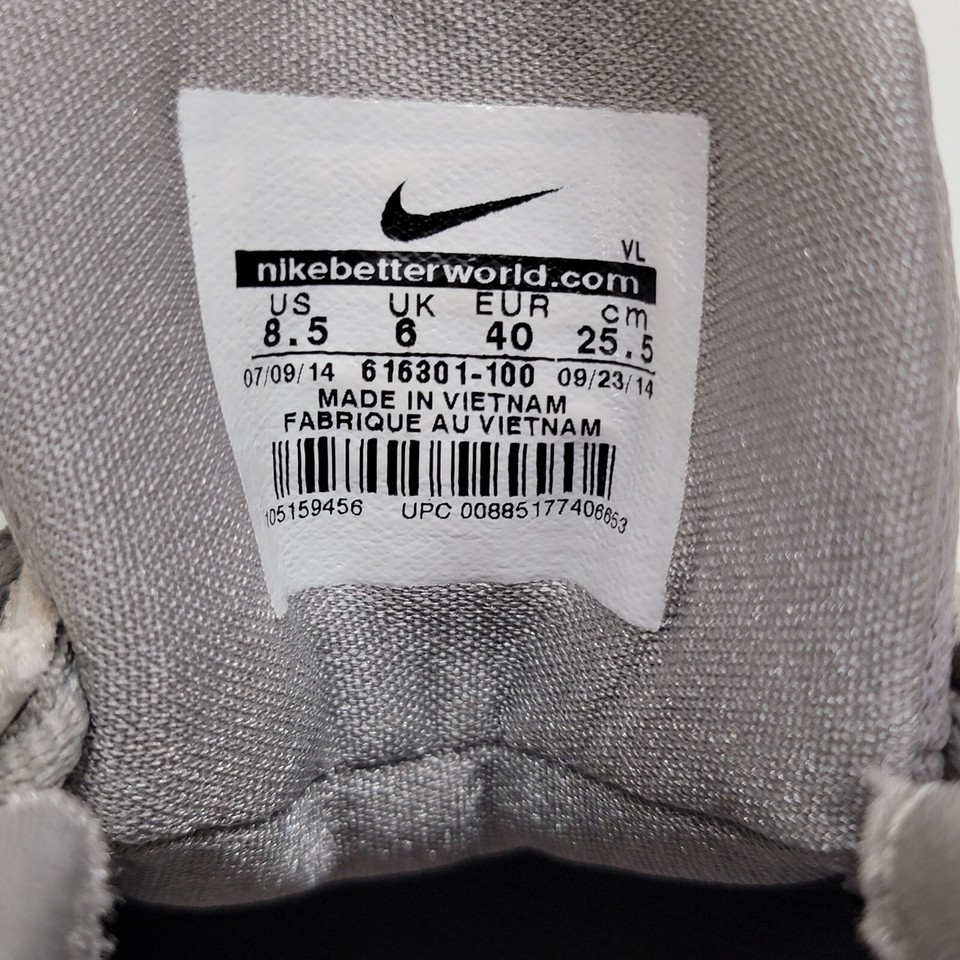 VL
nikebetterworld.com
US UK EUR cm
8.5 6 40 25.5
07/09/14 616301-100 09/23/14
MADE IN VIETNAM
FABRIQUE AU VIETNAM
105159456 UPC 00885177406653